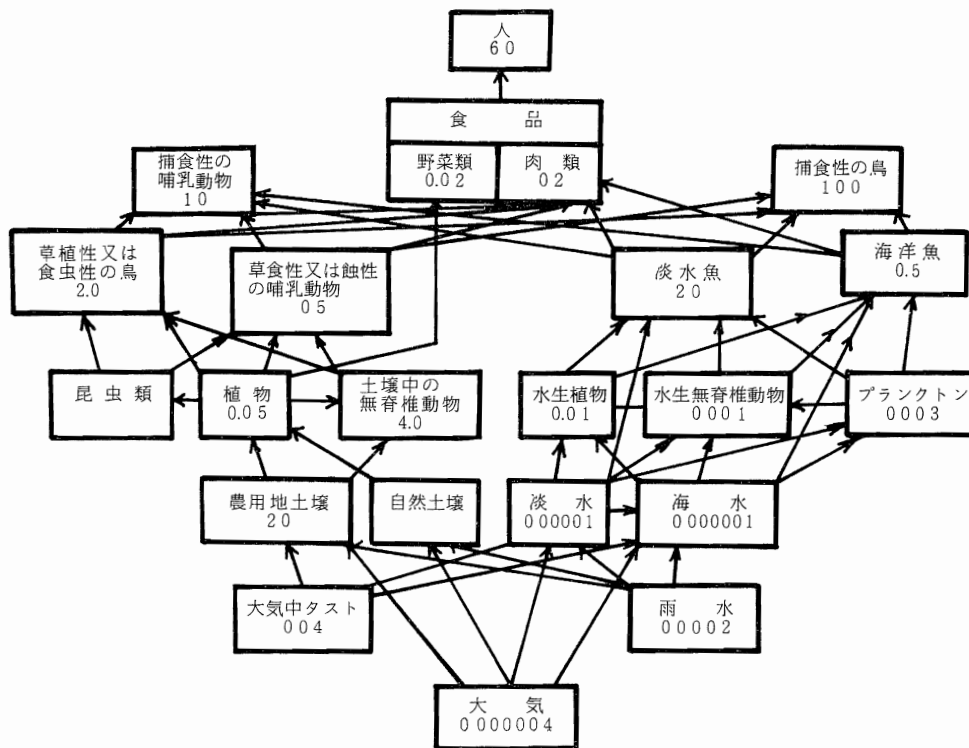 人
60
食 品
野菜類
0.02
肉類
02
捕食性の
哺乳動物
10
捕食性の鳥
100
草植性又は
食虫性の鳥
2.0
草食性又は蝕性
の哺乳動物
05
淡水魚
20
海洋魚
0.5
昆虫類
植物
0.05
土壌中の
無脊椎動物
4.0
水生植物
0.01
水生無脊椎動物
0001
プランクトン
0003
農用地土壌
20
自然土壌
淡 水
000001
海 水
0000001
大気中タスト
004
雨 水
00002
大 気
0000004